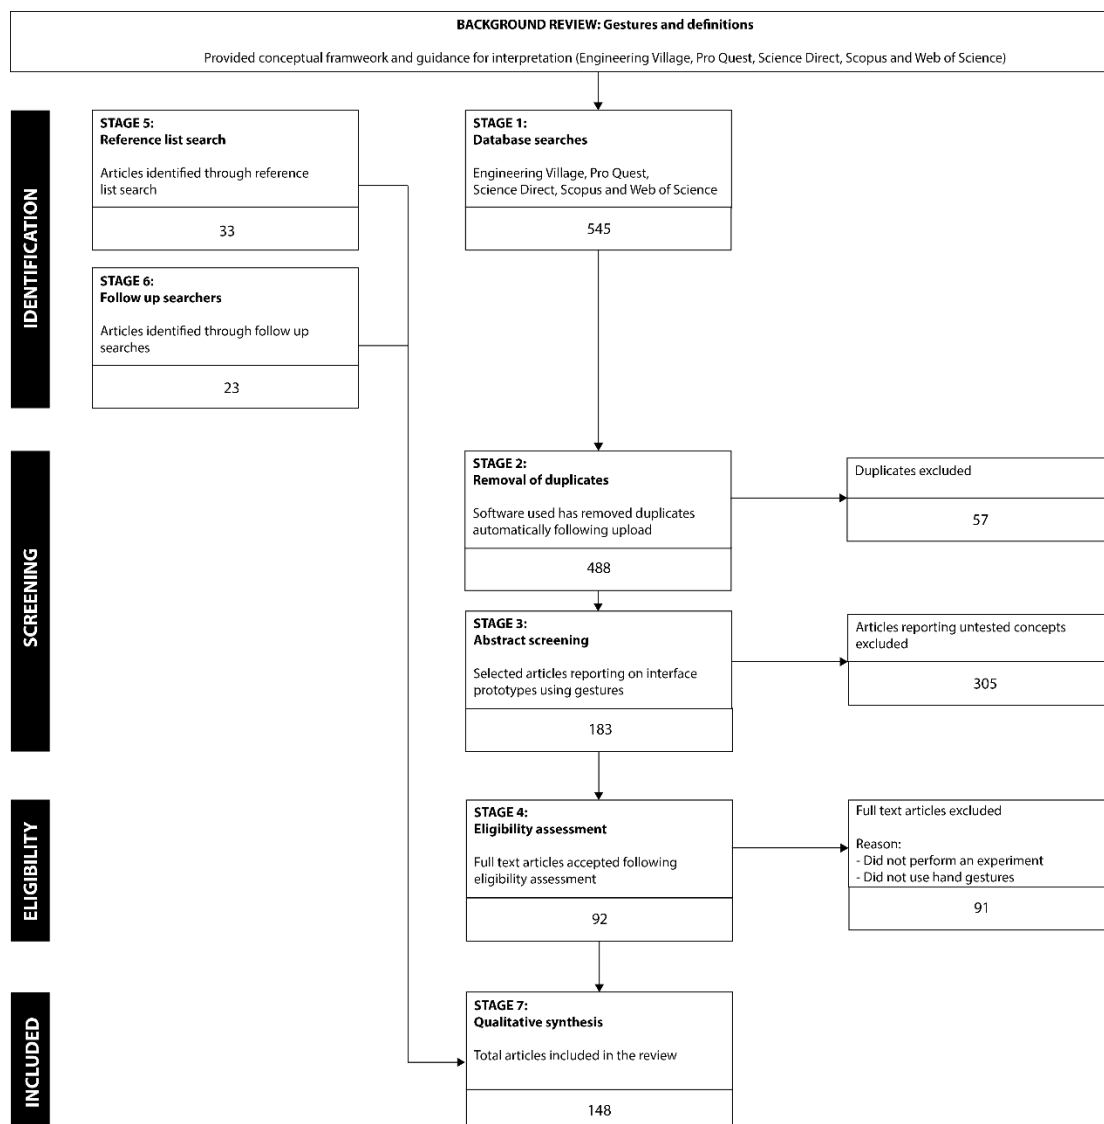 BACKGROUND REVIEW: Gestures and definitions
Provided conceptual framwework and guidance for interpretation (Engineering Village, Pro Quest, Science Direct, Scopus and Web of Science)
IDENTIFICATION
STAGE 5:
Reference list search
Articles identified through reference
list search
33
STAGE 6:
Follow up searchers
Articles identified through follow up
searches
23
STAGE 1:
Database searches
Engineering Village, Pro Quest,
Science Direct, Scopus and Web of Science
545
SCREENING
STAGE 2:
Removal of duplicates
Software used has removed duplicates
automatically following upload
488
Duplicates excluded
57
STAGE 3:
Abstract screening
Selected articles reporting on interface
prototypes using gestures
183
Articles reporting untested concepts
excluded
305
ELIGIBILITY
STAGE 4:
Eligibility assessment
Full text articles accepted following
eligibility assessment
92
Full text articles excluded
Reason:
- Did not perform an experiment
- Did not use hand gestures
91
INCLUDED
STAGE 7:
Qualitative synthesis
Total articles included in the review
148